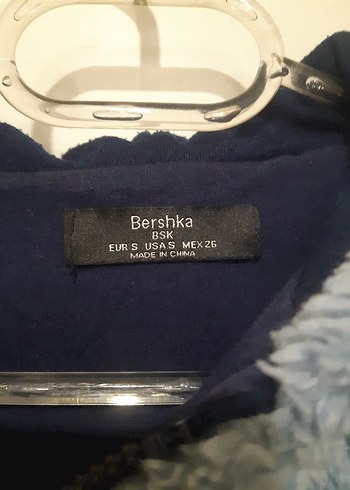 Bershka
BSK
EUR S USA S MEX 26
MADE IN CHINA